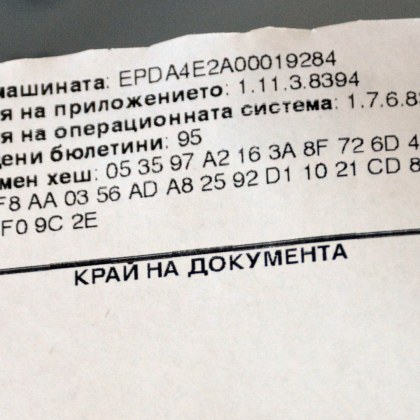 машината: EPDA4E2A00019284
я на приложението: 1.11.3.8394
я на операционната система: 1.7.6.8
дени бюлетини: 95
мен хеш: 05 35 97 A2 16 3A 8F 72 6D 4
F8 AA 03 56 AD A8 25 92 D1 10 21 CD 8
F0 9C 2E
КРАЙ НА ДОКУМЕНТА